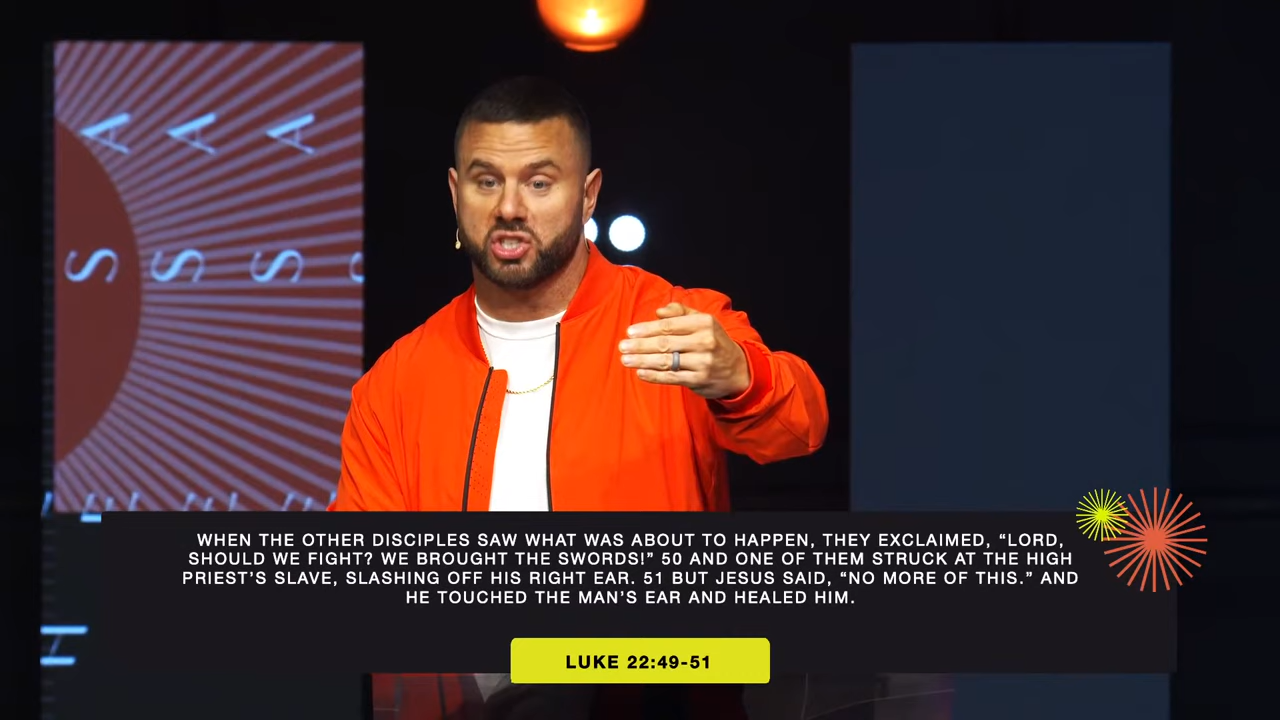 A A A
S S S
E E E
H
WHEN THE OTHER DISCIPLES SAW WHAT WAS ABOUT TO HAPPEN, THEY EXCLAIMED, “LORD,
SHOULD WE FIGHT? WE BROUGHT THE SWORDS!” 50 AND ONE OF THEM STRUCK AT THE HIGH
PRIEST’S SLAVE, SLASHING OFF HIS RIGHT EAR. 51 BUT JESUS SAID, “NO MORE OF THIS.” AND
HE TOUCHED THE MAN’S EAR AND HEALED HIM.
LUKE 22:49-51